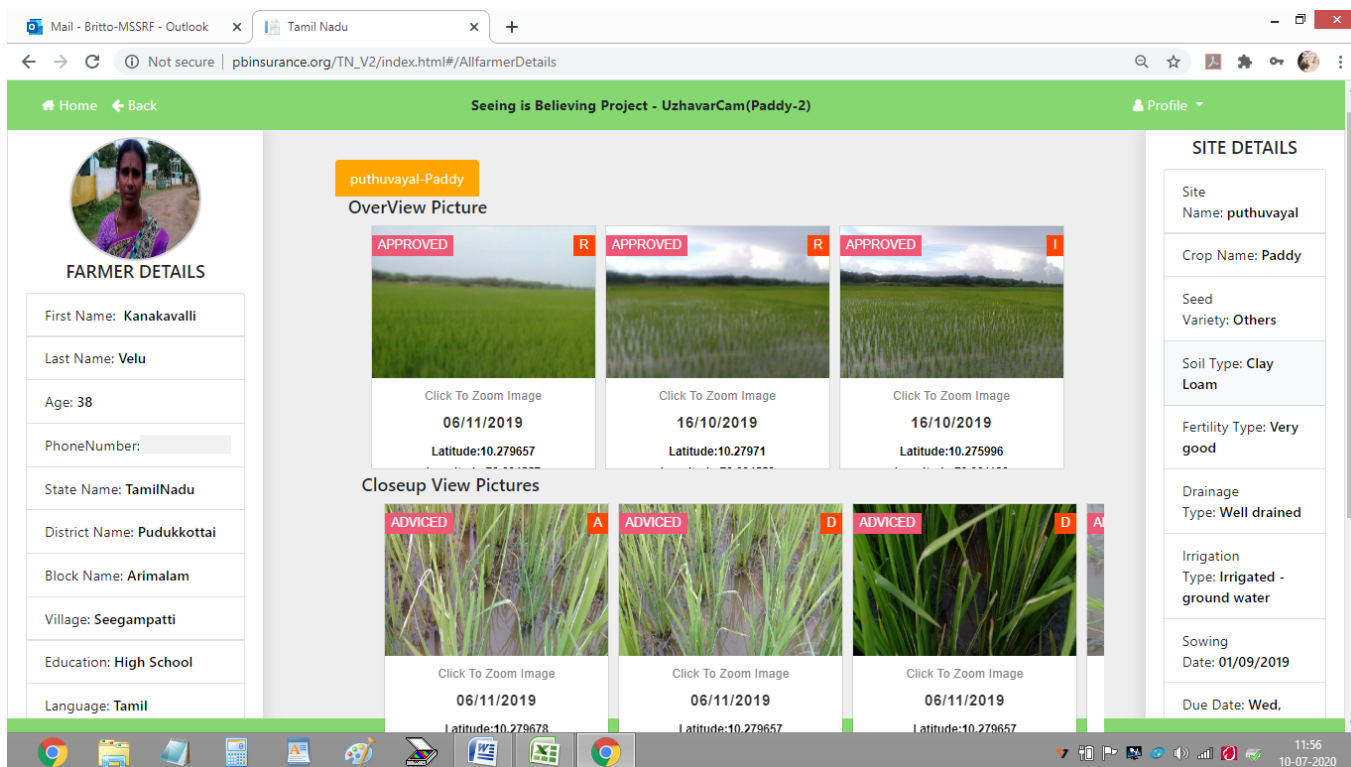 Mail - Britto-MSSRF - Outlook
Tamil Nadu
Not secure | pbinsurance.org/TN_V2/index.html#/AllfarmerDetails
Home
Back
Seeing is Believing Project - UzhavarCam(Paddy-2)
Profile
FARMER DETAILS
First Name: Kanakavalli
Last Name: Velu
Age: 38
PhoneNumber:
State Name: TamilNadu
District Name: Pudukkottai
Block Name: Arimalam
Village: Seegampatti
Education: High School
Language: Tamil
puthuvayal-Paddy
OverView Picture
APPROVED R
APPROVED R
APPROVED I
Click To Zoom Image
06/11/2019
Latitude:10.279657
Click To Zoom Image
16/10/2019
Latitude:10.27971
Click To Zoom Image
16/10/2019
Latitude:10.275996
Closeup View Pictures
ADVICED A
ADVICED D
ADVICED D
Click To Zoom Image
06/11/2019
Latitude:10.279678
Click To Zoom Image
06/11/2019
Latitude:10.279657
Click To Zoom Image
06/11/2019
Latitude:10.279657
SITE DETAILS
Site
Name: puthuvayal
Crop Name: Paddy
Seed
Variety: Others
Soil Type: Clay
Loam
Fertility Type: Very
good
Drainage
Type: Well drained
Irrigation
Type: Irrigated -
ground water
Sowing
Date: 01/09/2019
Due Date: Wed,
11:56
10-07-2020